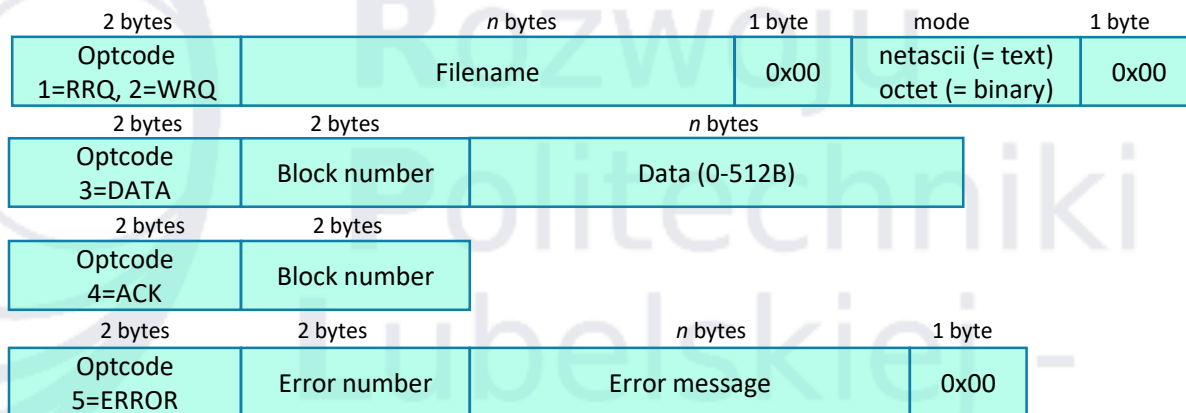 2 bytes n bytes 1 byte mode 1 byte
Optcode
1=RRQ, 2=WRQ
Filename
0x00
netascii (= text)
octet (= binary)
0x00
2 bytes 2 bytes n bytes
Optcode
3=DATA
Block number
Data (0-512B)
2 bytes 2 bytes
Optcode
4=ACK
Block number
2 bytes 2 bytes n bytes 1 byte
Optcode
5=ERROR
Error number
Error message
0x00
Rozwoju
Politechniki
Lubelskiej -